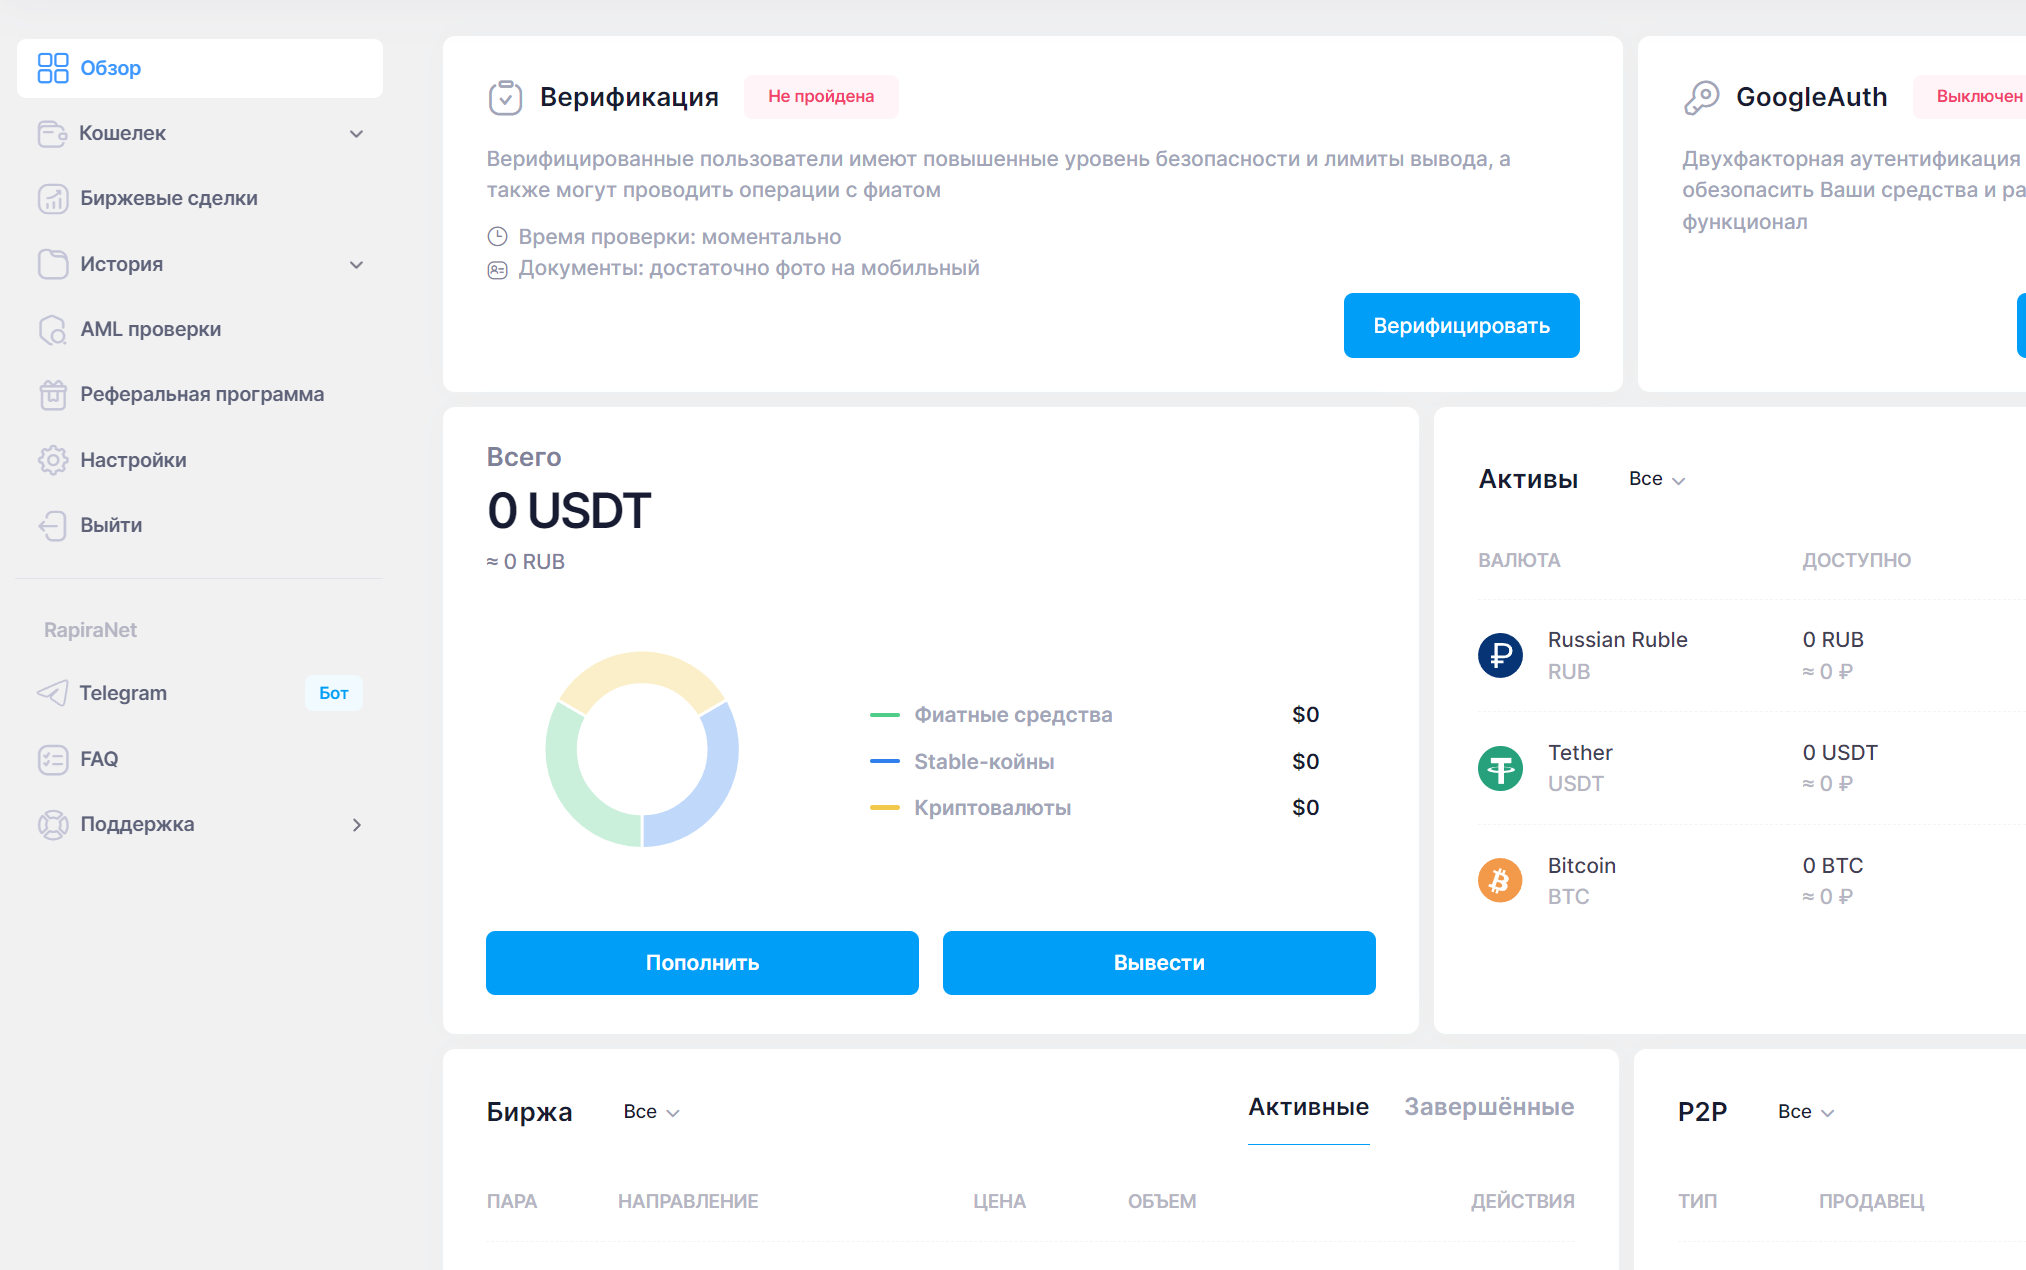 Обзор
Кошелек
Биржевые сделки
История
AML проверки
Реферальная программа
Настройки
Выйти
RapiraNet
Telegram
Бот
FAQ
Поддержка
Верификация
Не пройдена
Верифицированные пользователи имеют повышенные уровень безопасности и лимиты вывода, а
также могут проводить операции с фиатом
Время проверки: моментально
Документы: достаточно фото на мобильный
Верифицировать
GoogleAuth
Выключен
Двухфакторная аутентификация
обезопасить Ваши средства и ра
функционал
Всего
0 USDT
≈ 0 RUB
Фиатные средства $0
Stable-койны $0
Криптовалюты $0
Пополнить
Вывести
Активы
Все
ВАЛЮТА ДОСТУПНО
Russian Ruble 0 RUB
RUB ≈ 0 ₽
Tether 0 USDT
USDT ≈ 0 ₽
Bitcoin 0 BTC
BTC ≈ 0 ₽
Биржа
Все
Активные
Завершённые
ПАРА НАПРАВЛЕНИЕ ЦЕНА ОБЪЕМ ДЕЙСТВИЯ
P2P
Все
ТИП ПРОДАВЕЦ